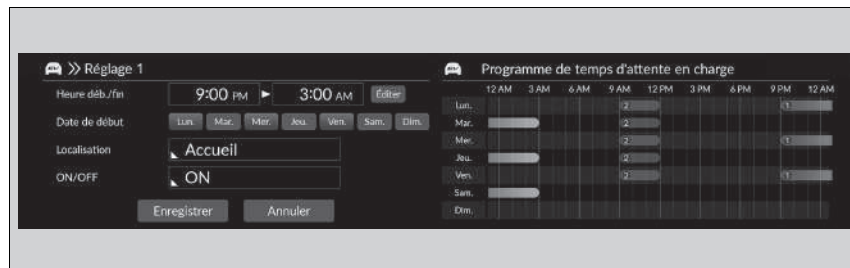 Réglage 1
Heure déb./fin 9:00 PM ► 3:00 AM Éditer
Date de début Lun. Mar. Mer. Jeu. Ven. Sam. Dim.
Localisation Accueil
ON/OFF ON
Enregistrer Annuler
Programme de temps d'attente en charge
12 AM 3 AM 6 AM 9 AM 12 PM 3 PM 6 PM 9 PM 12 AM
Lun. 2 1
Mar. 2
Mer. 2 1
Jeu. 2
Ven. 2 1
Sam.
Dim.